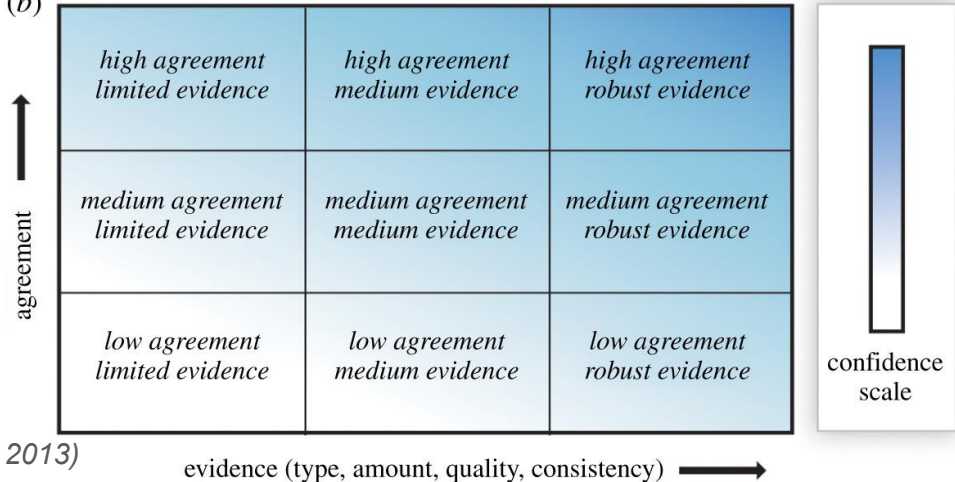 (b)
high agreement
limited evidence
high agreement
medium evidence
high agreement
robust evidence
medium agreement
limited evidence
medium agreement
medium evidence
medium agreement
robust evidence
low agreement
limited evidence
low agreement
medium evidence
low agreement
robust evidence
agreement
evidence (type, amount, quality, consistency)
confidence
scale
2013)